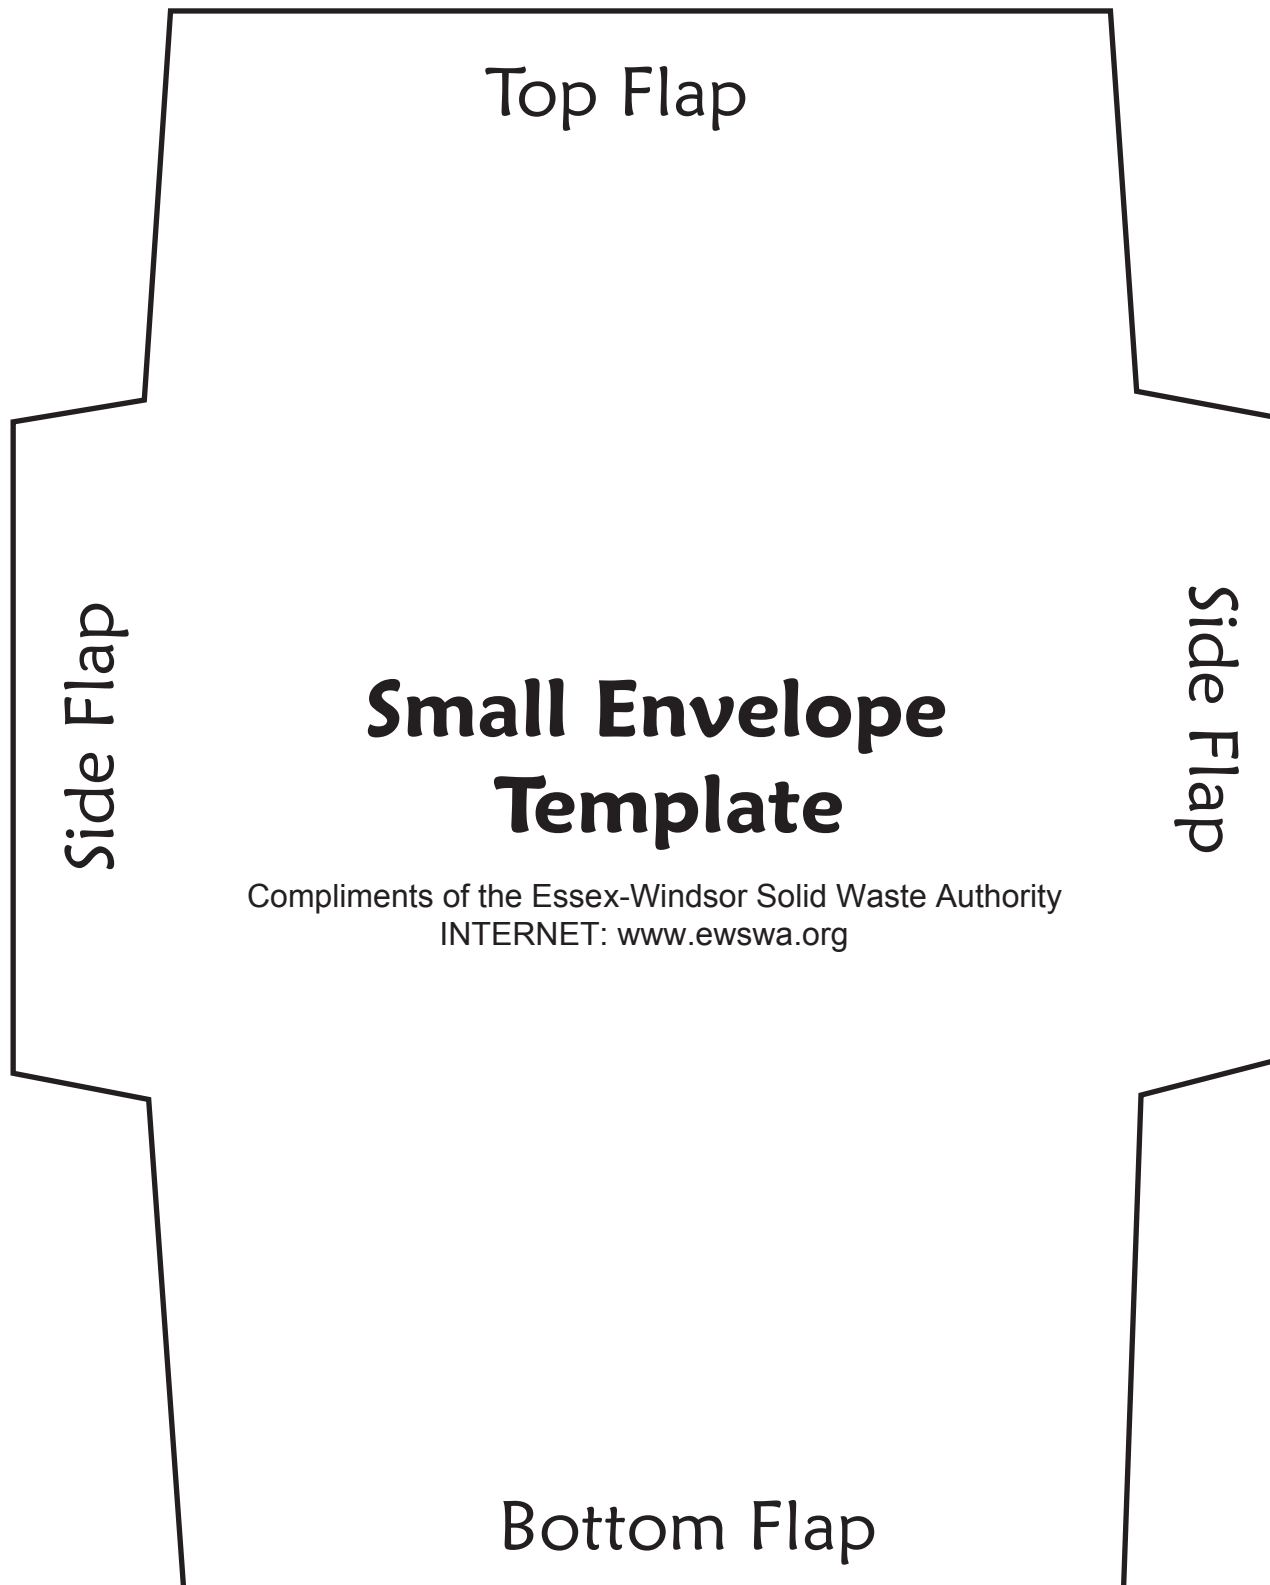 Top Flap
Side Flap
Side Flap
Small Envelope
Template
Compliments of the Essex-Windsor Solid Waste Authority
INTERNET: www.ewswa.org
Bottom Flap